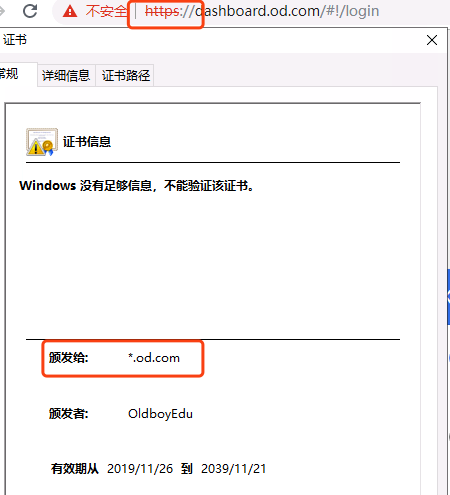 不安全 | https://dashboard.od.com/#!/login
证书
常规 详细信息 证书路径
证书信息
Windows 没有足够信息，不能验证该证书。
颁发给: *.od.com
颁发者: OldboyEdu
有效期从 2019/11/26 到 2039/11/21